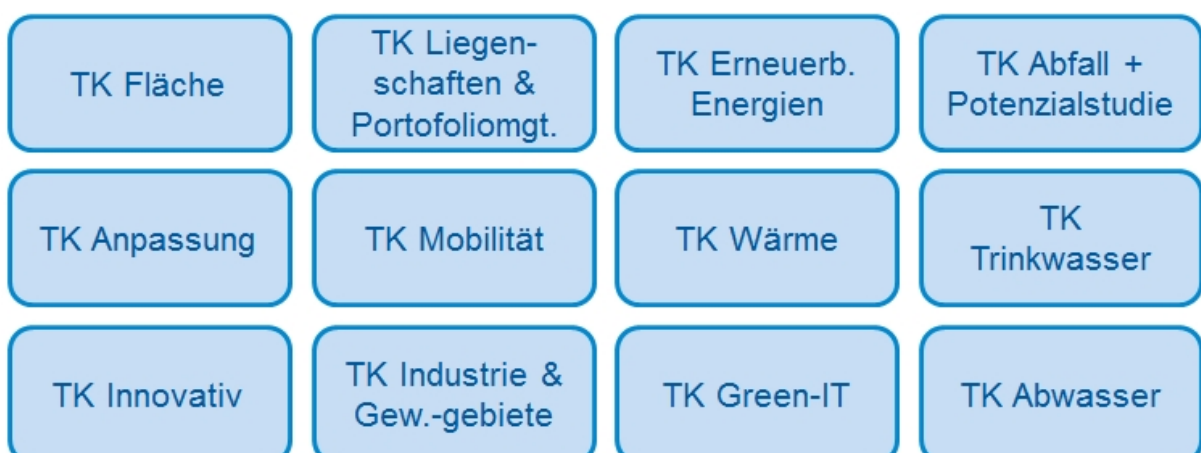 TK Fläche
TK Liegen-
schaften &
Portofoliomgt.
TK Erneuerb.
Energien
TK Abfall +
Potenzialstudie
TK Anpassung
TK Mobilität
TK Wärme
TK
Trinkwasser
TK Innovativ
TK Industrie &
Gew.-gebiete
TK Green-IT
TK Abwasser